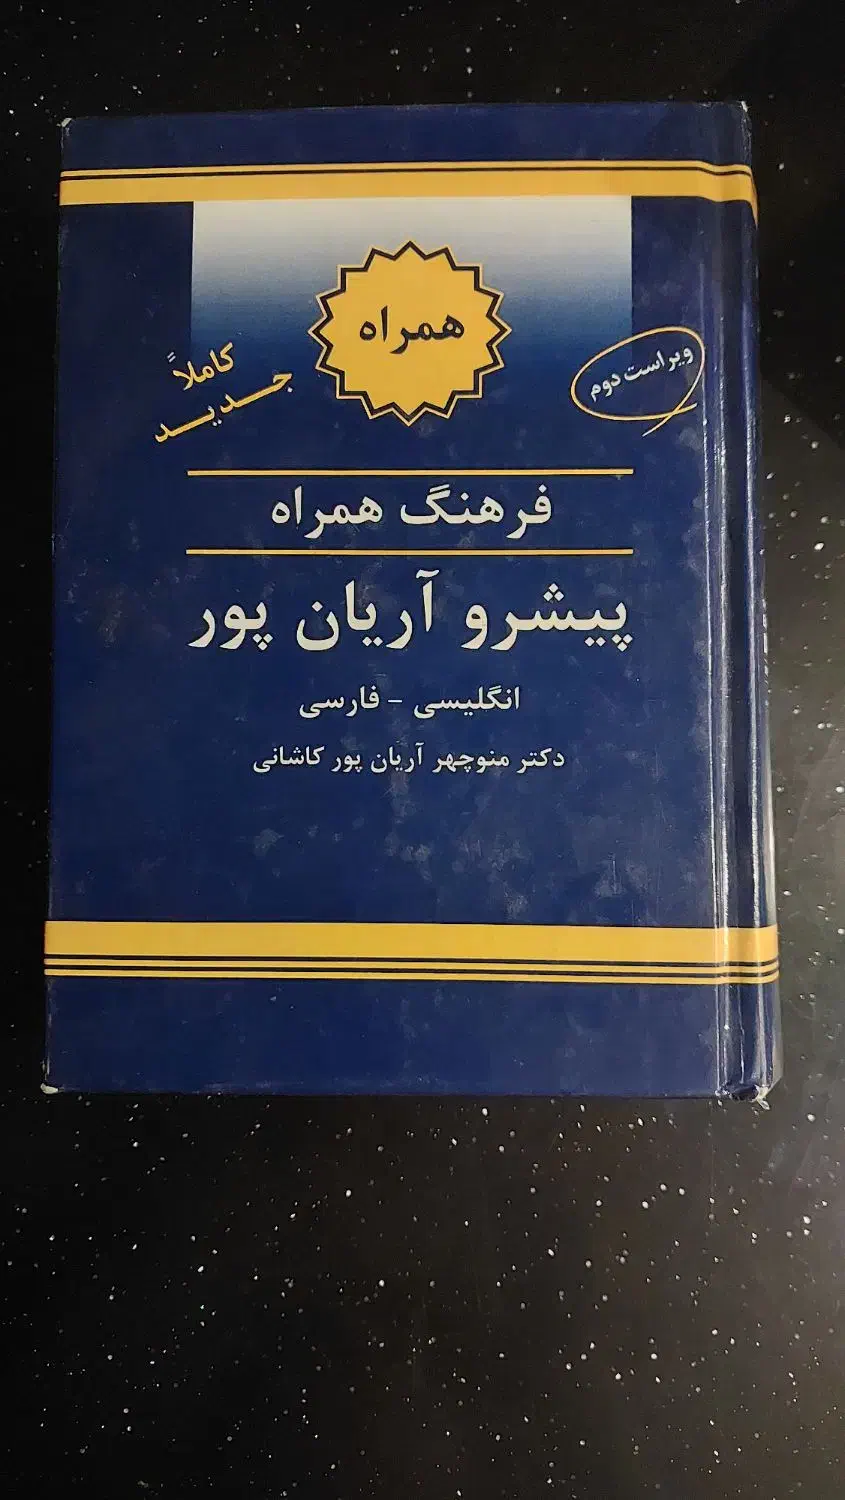 همراه
ویراست دوم
کاملاً
جدید
فرهنگ همراه
پیشرو آریان پور
انگلیسی - فارسی
دکتر منوچهر آریان پور کاشانی